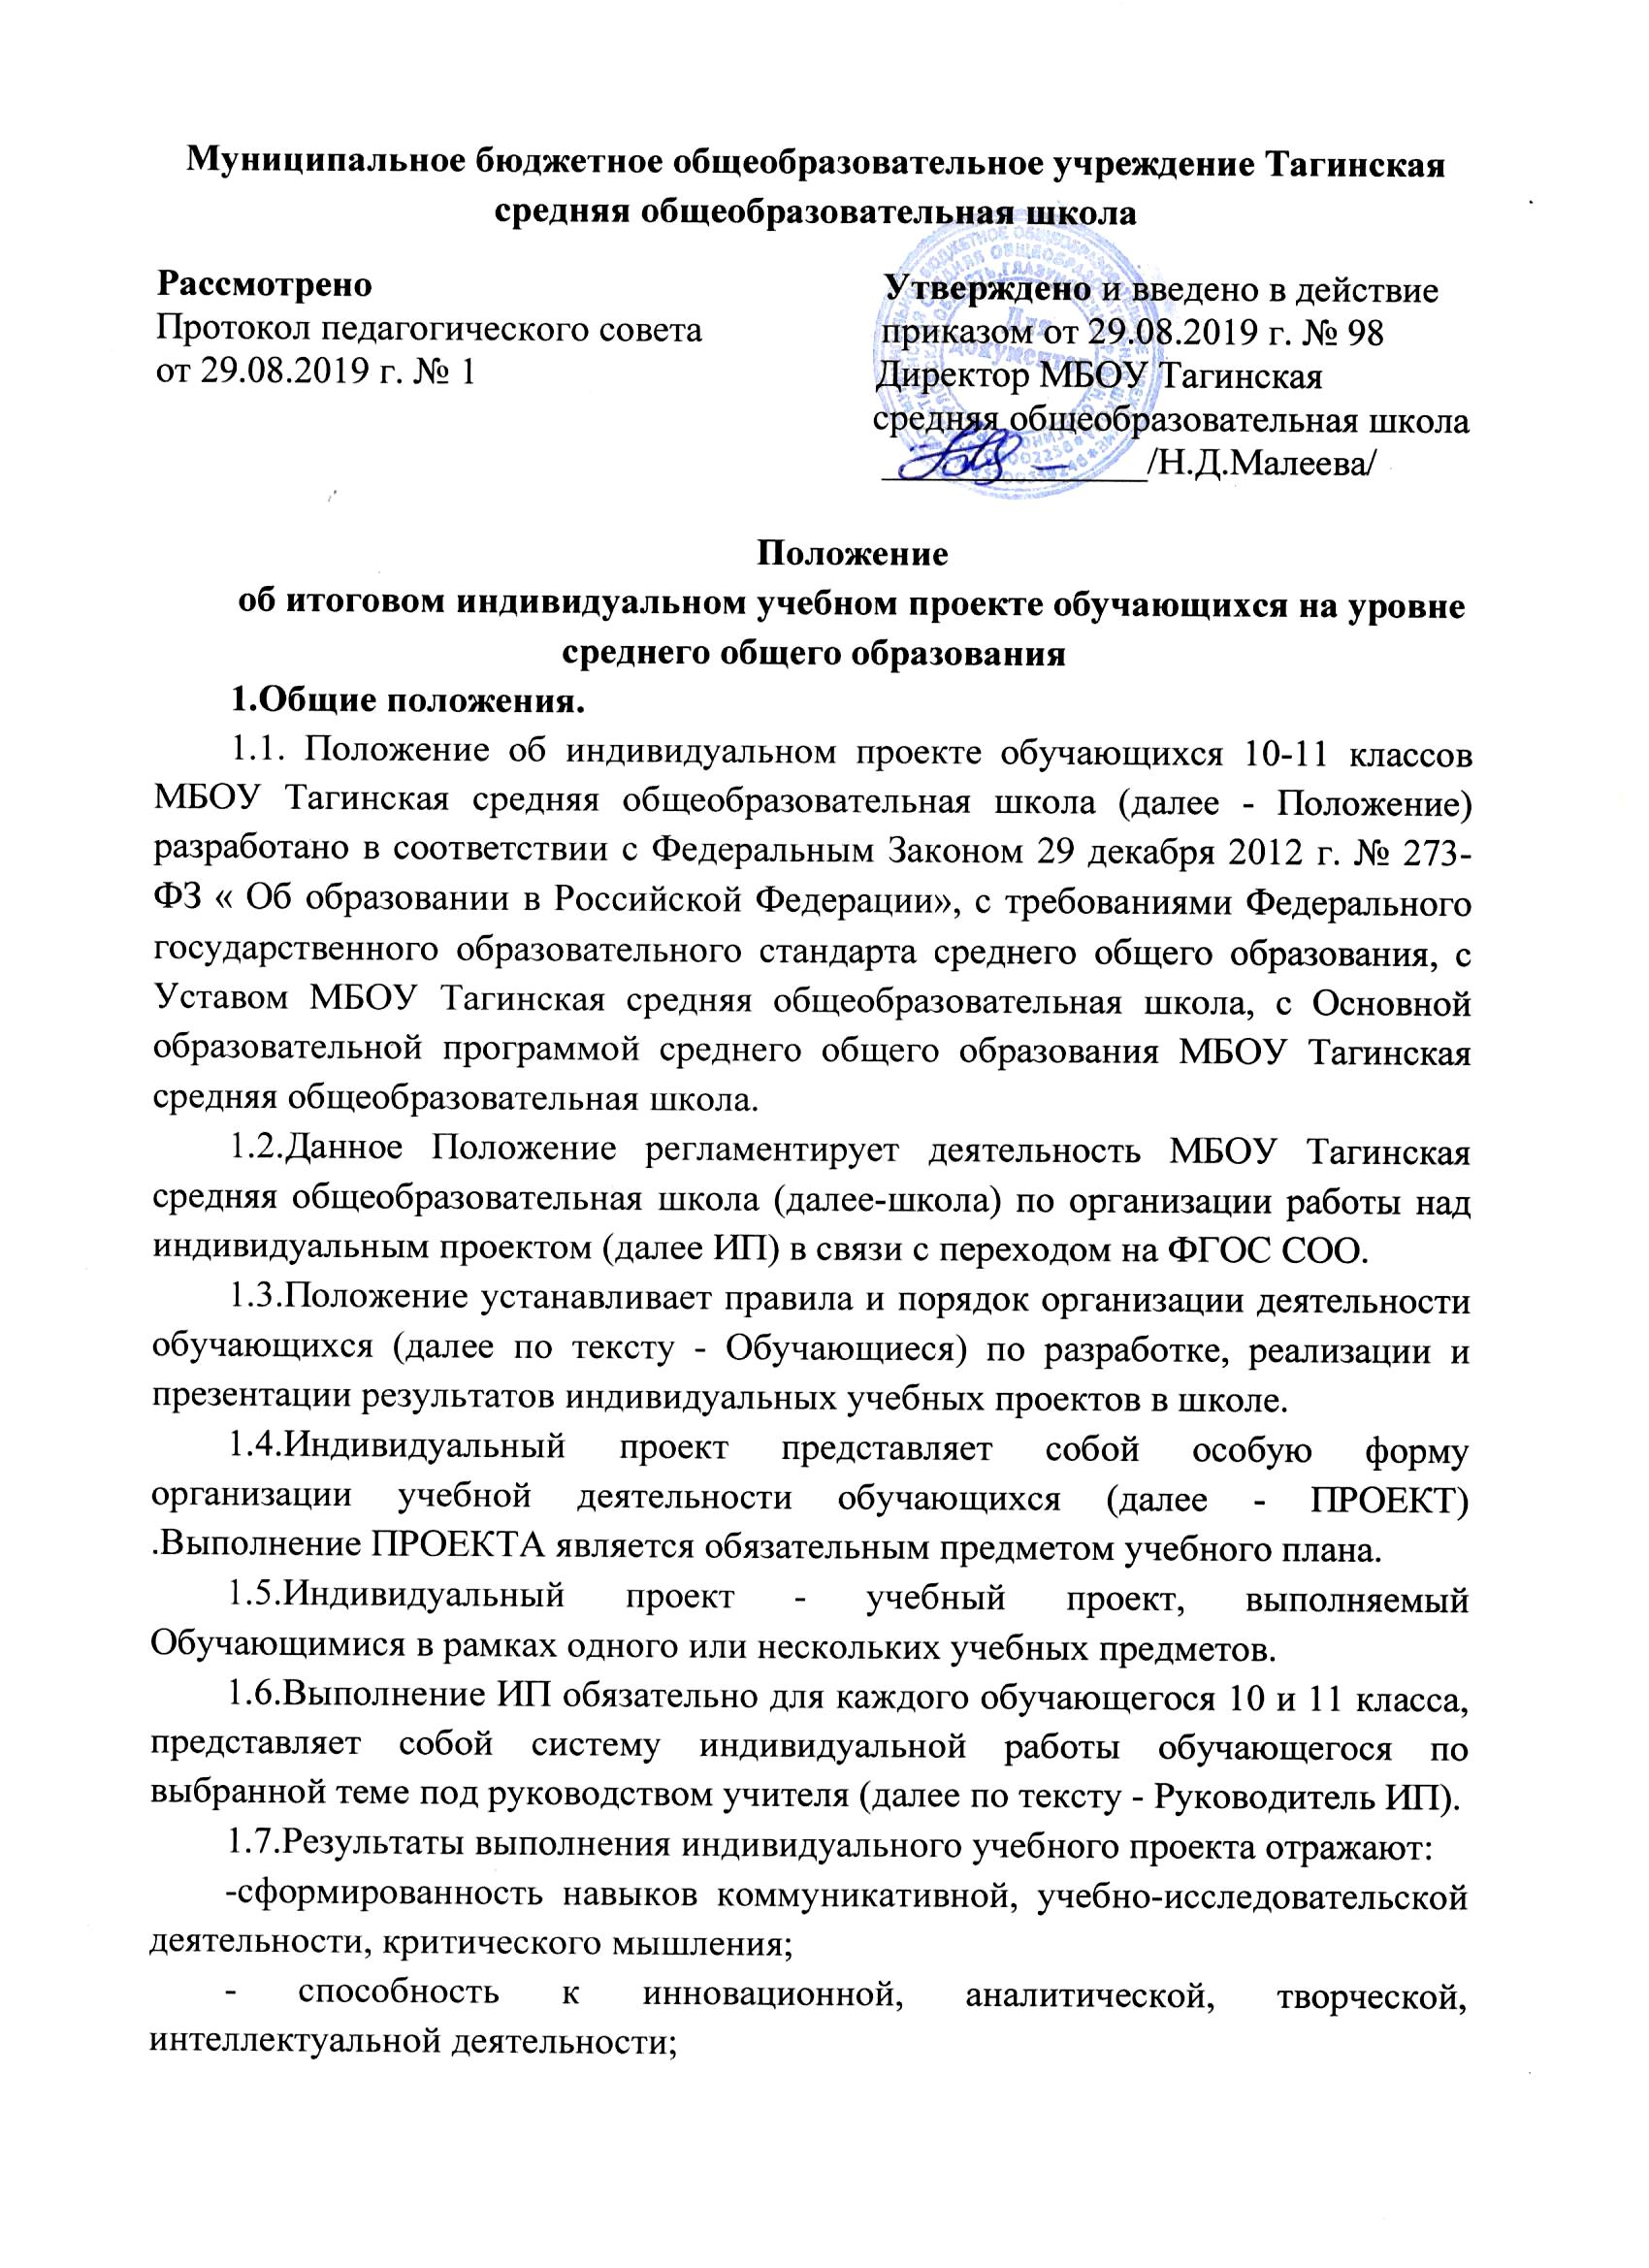 Муниципальное бюджетное общеобразовательное учреждение Тагинская
средняя общеобразовательная школа
Рассмотрено
Протокол педагогического совета
от 29.08.2019 г. № 1
Утверждено и введено в действие
приказом от 29.08.2019 г. № 98
Директор МБОУ Тагинская
средняя общеобразовательная школа
/Н.Д.Малеева/
Для
документов
Положение
об итоговом индивидуальном учебном проекте обучающихся на уровне
среднего общего образования
1.Общие положения.
1.1. Положение об индивидуальном проекте обучающихся 10-11 классов
МБОУ Тагинская средняя общеобразовательная школа (далее - Положение)
разработано в соответствии с Федеральным Законом 29 декабря 2012 г. № 273-
ФЗ « Об образовании в Российской Федерации», с требованиями Федерального
государственного образовательного стандарта среднего общего образования, с
Уставом МБОУ Тагинская средняя общеобразовательная школа, с Основной
образовательной программой среднего общего образования МБОУ Тагинская
средняя общеобразовательная школа.
1.2.Данное Положение регламентирует деятельность МБОУ Тагинская
средняя общеобразовательная школа (далее-школа) по организации работы над
индивидуальным проектом (далее ИП) в связи с переходом на ФГОС СОО.
1.3.Положение устанавливает правила и порядок организации деятельности
обучающихся (далее по тексту - Обучающиеся) по разработке, реализации и
презентации результатов индивидуальных учебных проектов в школе.
1.4.Индивидуальный проект представляет собой особую форму
организации учебной деятельности обучающихся (далее - ПРОЕКТ)
.Выполнение ПРОЕКТА является обязательным предметом учебного плана.
1.5.Индивидуальный проект - учебный проект, выполняемый
Обучающимися в рамках одного или нескольких учебных предметов.
1.6.Выполнение ИП обязательно для каждого обучающегося 10 и 11 класса,
представляет собой систему индивидуальной работы обучающегося по
выбранной теме под руководством учителя (далее по тексту - Руководитель ИП).
1.7.Результаты выполнения индивидуального учебного проекта отражают:
-сформированность навыков коммуникативной, учебно-исследовательской
деятельности, критического мышления;
- способность к инновационной, аналитической, творческой,
интеллектуальной деятельности;